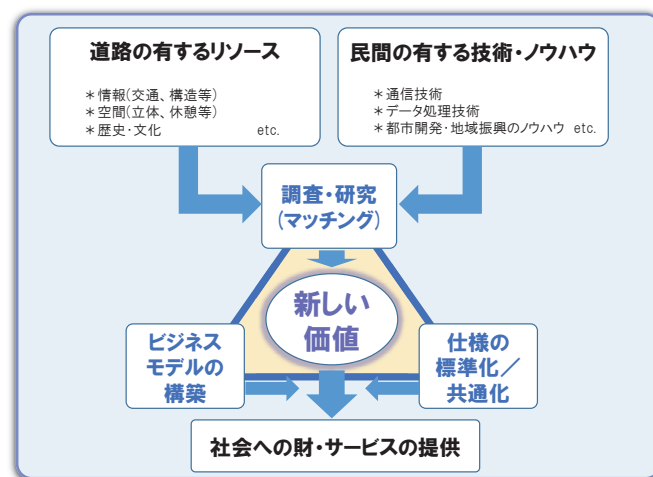 道路の有するリソース
＊情報(交通、構造等)
＊空間(立体、休憩等)
＊歴史・文化 etc.
民間の有する技術・ノウハウ
＊通信技術
＊データ処理技術
＊都市開発・地域振興のノウハウ etc.
調査・研究
(マッチング)
新しい
価値
ビジネス
モデルの
構築
仕様の
標準化／
共通化
社会への財・サービスの提供